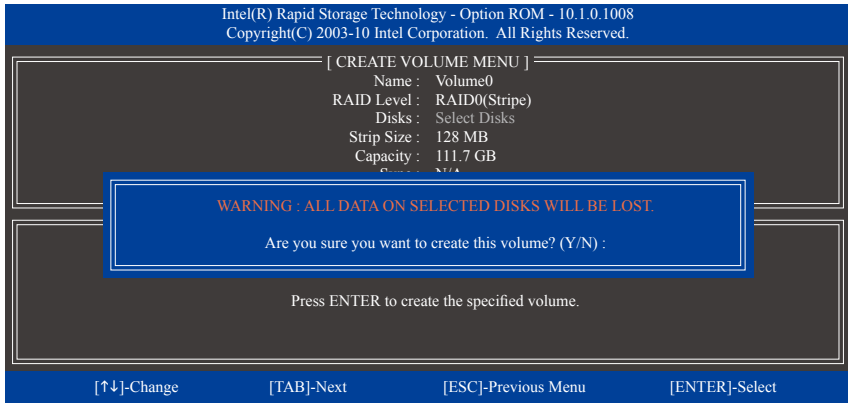 Intel(R) Rapid Storage Technology - Option ROM - 10.1.0.1008
Copyright(C) 2003-10 Intel Corporation. All Rights Reserved.
[ CREATE VOLUME MENU ]
Name : Volume0
RAID Level : RAID0(Stripe)
Disks : Select Disks
Strip Size : 128 MB
Capacity : 111.7 GB
Sync : N/A
WARNING : ALL DATA ON SELECTED DISKS WILL BE LOST.
Are you sure you want to create this volume? (Y/N) :
Press ENTER to create the specified volume.
[↑↓]-Change [TAB]-Next [ESC]-Previous Menu [ENTER]-Select